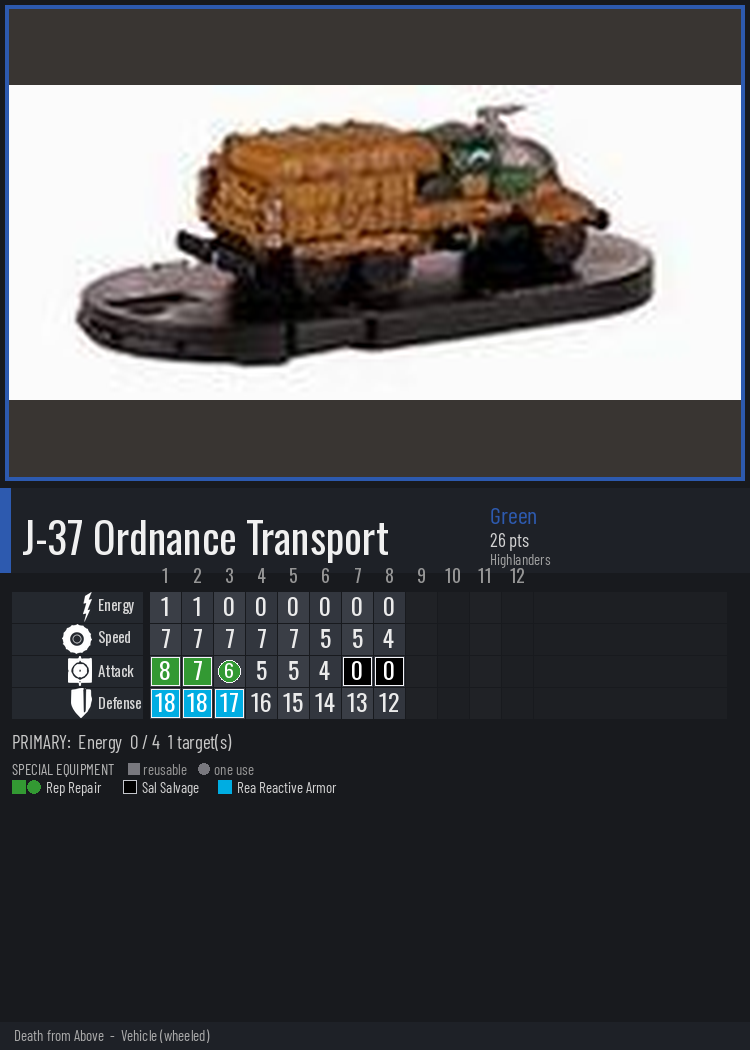 J-37 Ordnance Transport
Green
26 pts
Highlanders
1 2 3 4 5 6 7 8 9 10 11 12
Energy 1 1 0 0 0 0 0 0
Speed 7 7 7 7 7 5 5 4
Attack 8 7 6 5 5 4 0 0
Defense 18 18 17 16 15 14 13 12
PRIMARY: Energy 0 / 4 1 target(s)
SPECIAL EQUIPMENT reusable one use
Rep Repair Sal Salvage Rea Reactive Armor
Death from Above - Vehicle (wheeled)